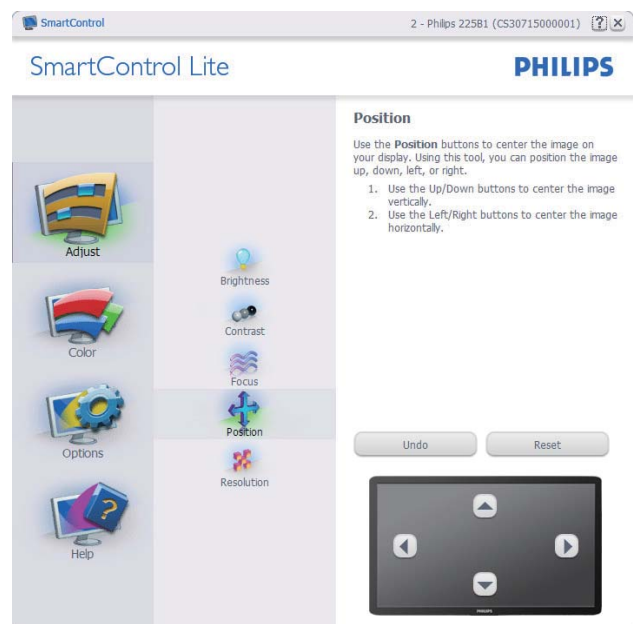 SmartControl
2 - Philips 225B1 (CS30715000001)
SmartControl Lite
PHILIPS
Adjust
Color
Options
Help
Brightness
Contrast
Focus
Position
Resolution
Position
Use the Position buttons to center the image on
your display. Using this tool, you can position the image
up, down, left, or right.
1. Use the Up/Down buttons to center the image
vertically.
2. Use the Left/Right buttons to center the image
horizontally.
Undo
Reset
PHILIPS